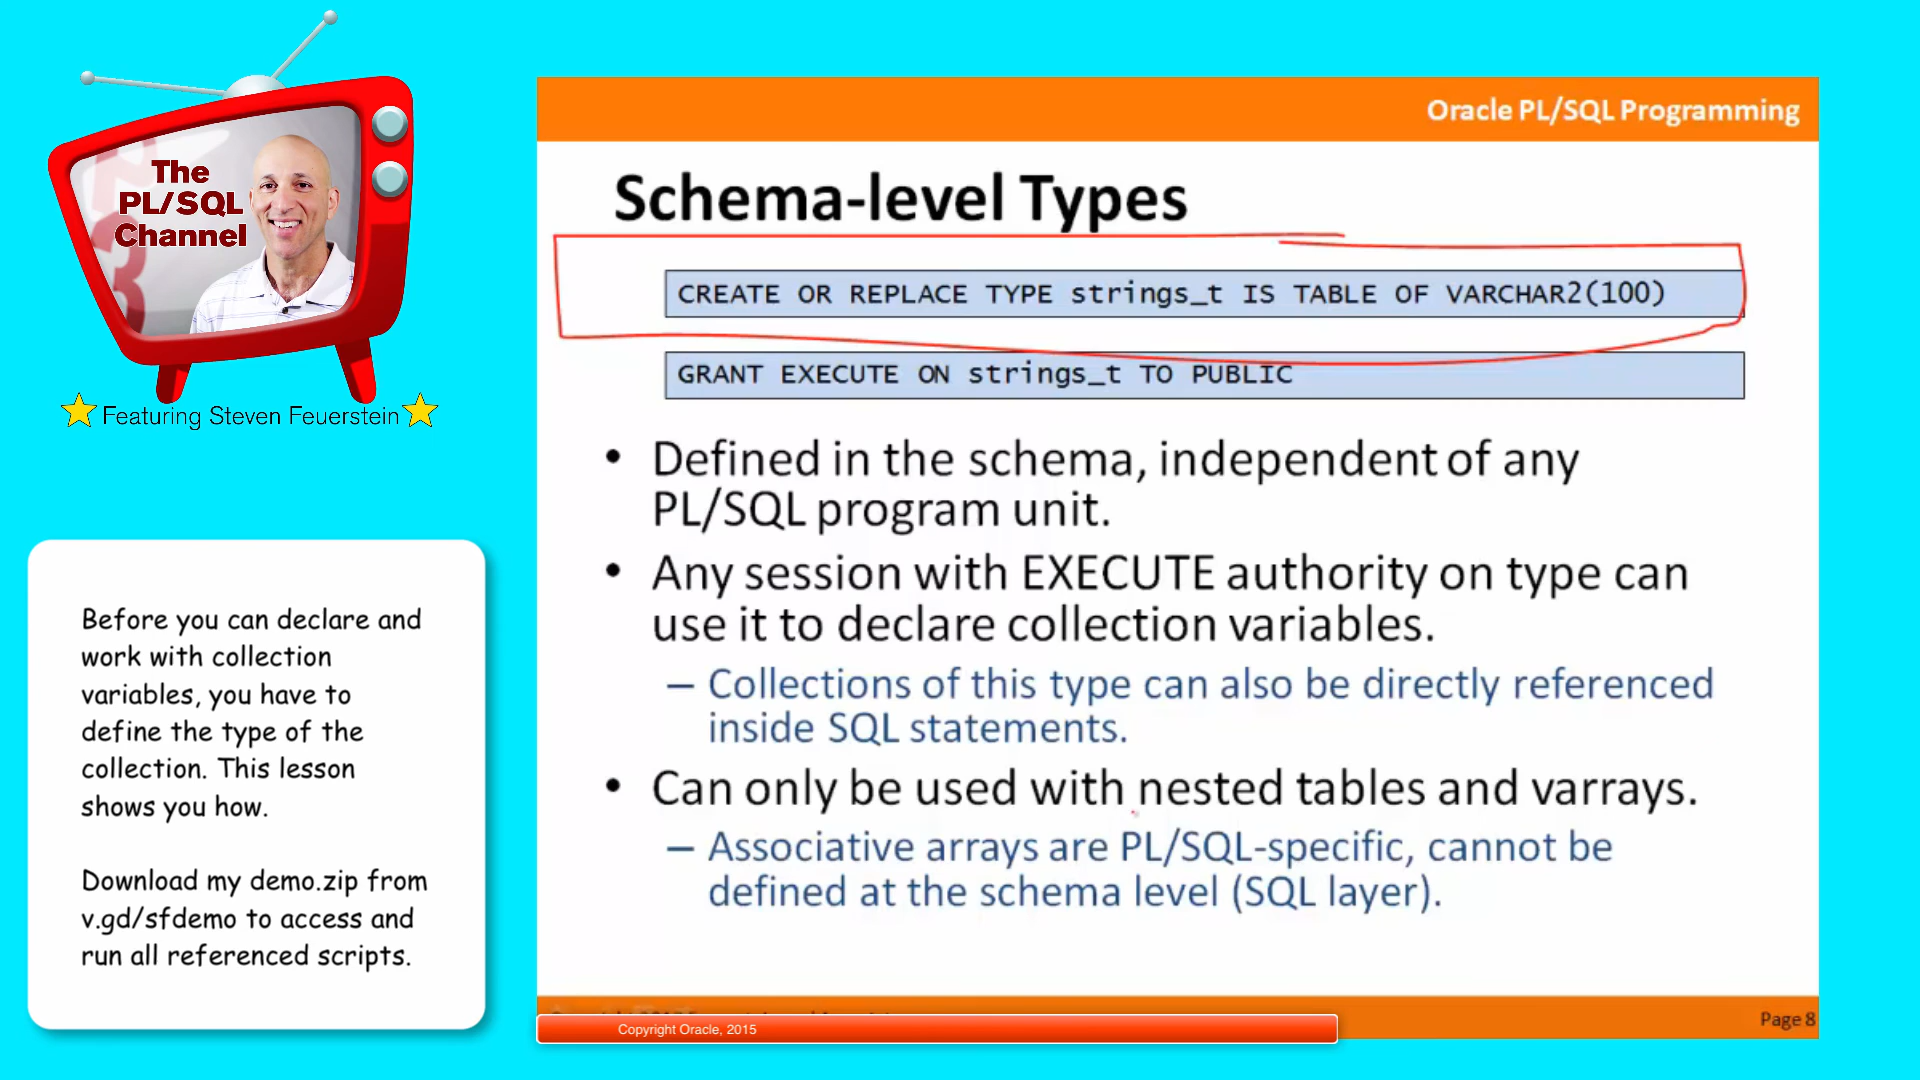 The
PL/SQL
Channel
Featuring Steven Feuerstein
Before you can declare and
work with collection
variables, you have to
define the type of the
collection. This lesson
shows you how.
Download my demo.zip from
v.gd/sfdemo to access and
run all referenced scripts.
Oracle PL/SQL Programming
Schema-level Types
CREATE OR REPLACE TYPE strings_t IS TABLE OF VARCHAR2(100)
GRANT EXECUTE ON strings_t TO PUBLIC
• Defined in the schema, independent of any
PL/SQL program unit.
• Any session with EXECUTE authority on type can
use it to declare collection variables.
– Collections of this type can also be directly referenced
inside SQL statements.
• Can only be used with nested tables and varrays.
– Associative arrays are PL/SQL-specific, cannot be
defined at the schema level (SQL layer).
Copyright Oracle, 2015
Page 8